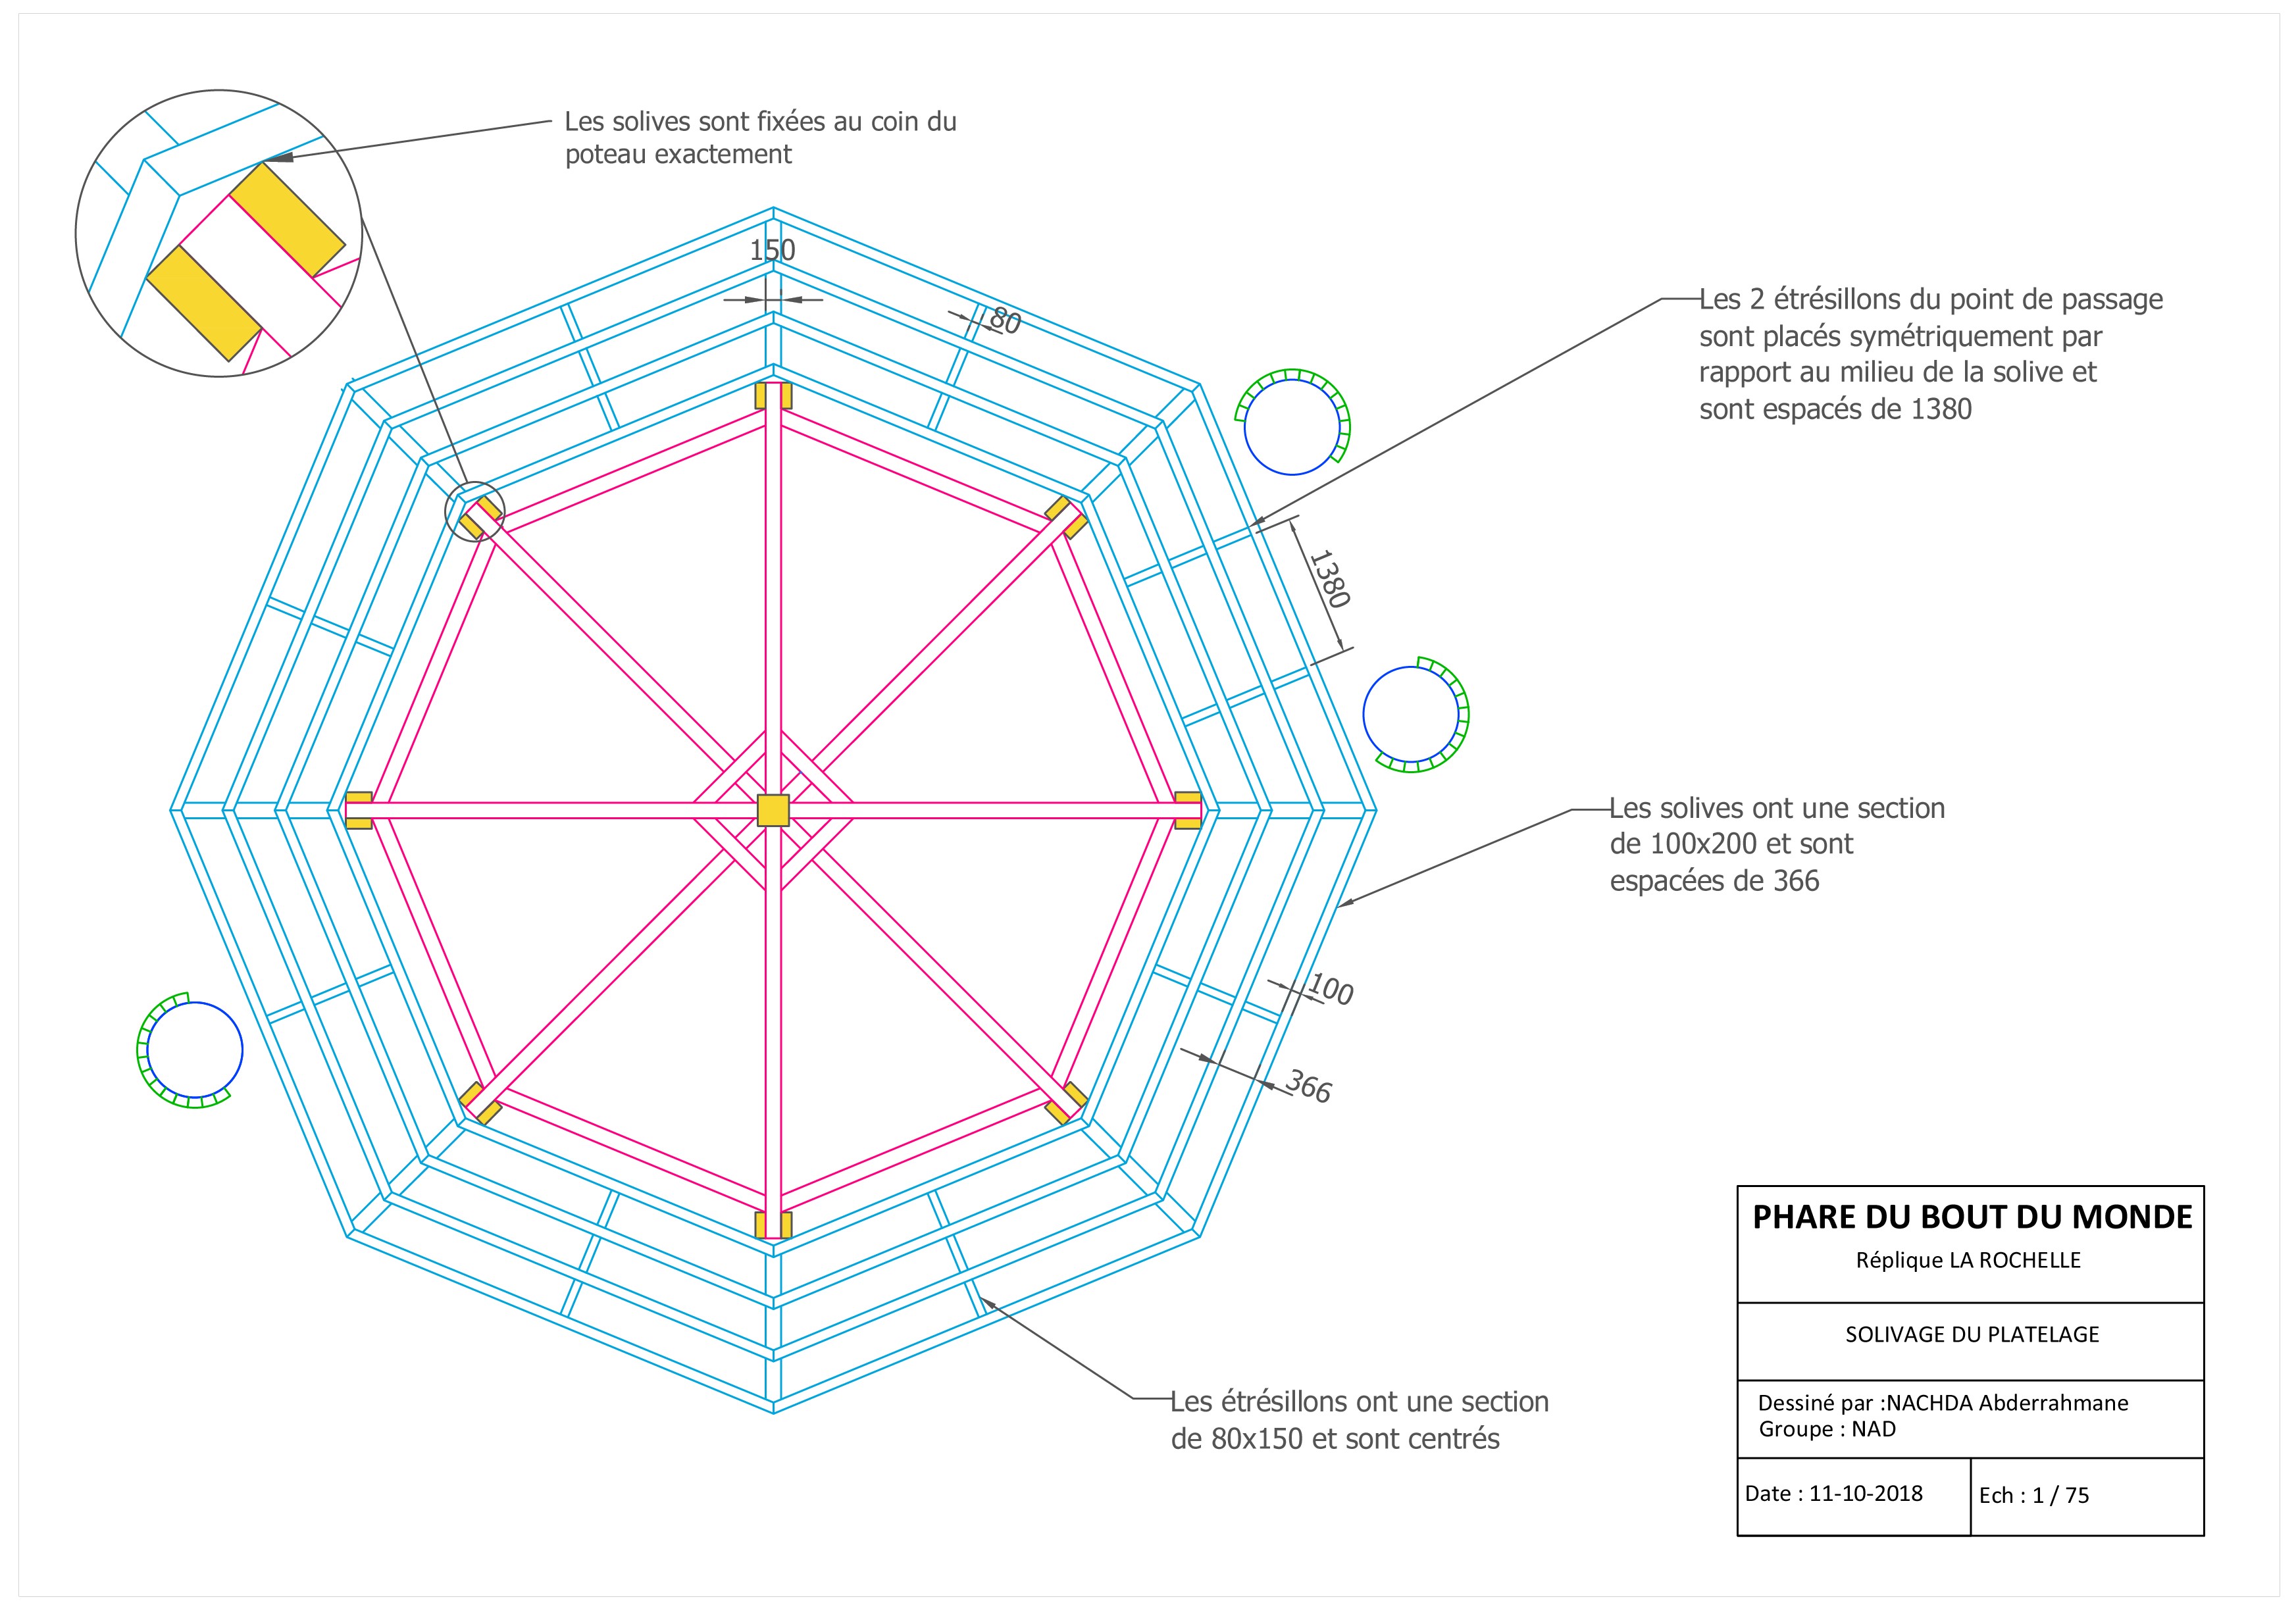 Les solives sont fixées au coin du
poteau exactement
150
80
Les 2 étrésillons du point de passage
sont placés symétriquement par
rapport au milieu de la solive et
sont espacés de 1380
1380
Les solives ont une section
de 100x200 et sont
espacées de 366
100
366
Les étrésillons ont une section
de 80x150 et sont centrés
PHARE DU BOUT DU MONDE
Réplique LA ROCHELLE
SOLIVAGE DU PLATELAGE
Dessiné par :NACHDA Abderrahmane
Groupe : NAD
Date : 11-10-2018
Ech : 1 / 75